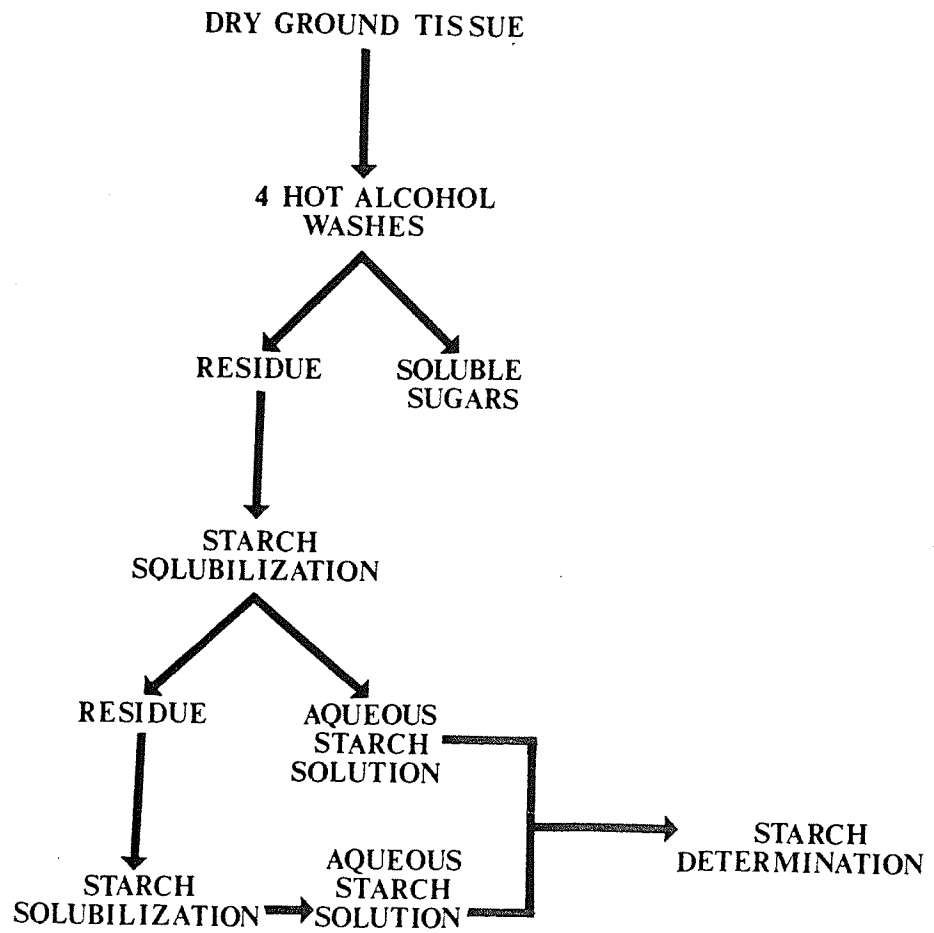 DRY GROUND TISSUE
4 HOT ALCOHOL
WASHES
RESIDUE
SOLUBLE
SUGARS
STARCH
SOLUBILIZATION
RESIDUE
AQUEOUS
STARCH
SOLUTION
STARCH
SOLUBILIZATION
AQUEOUS
STARCH
SOLUTION
STARCH
DETERMINATION